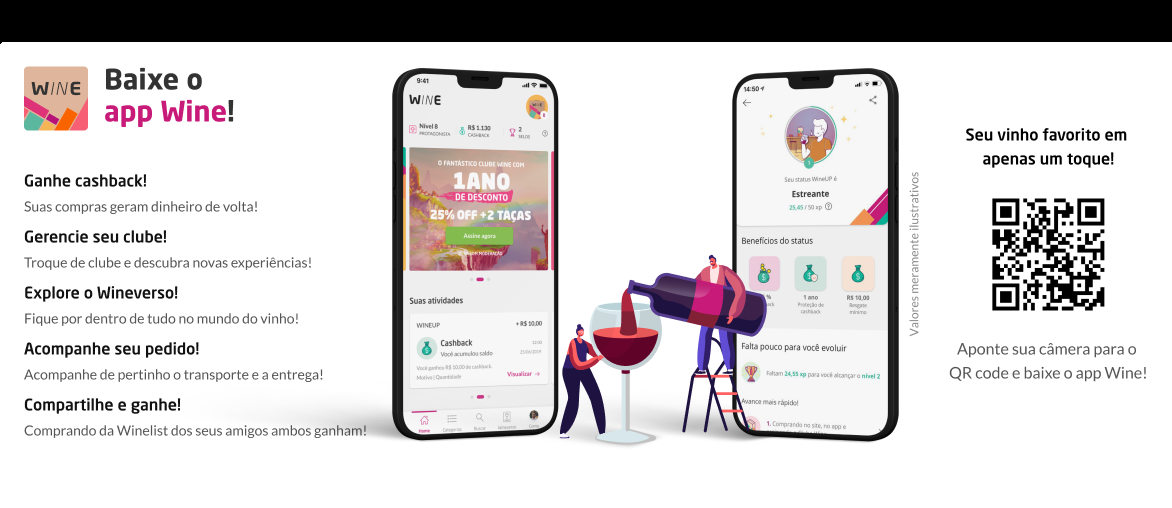 WINE
Baixe o
app Wine!
Ganhe cashback!
Suas compras geram dinheiro de volta!
Gerencie seu clube!
Troque de clube e descubra novas experiências!
Explore o Wineverso!
Fique por dentro de tudo no mundo do vinho!
Acompanhe seu pedido!
Acompanhe de pertinho o transporte e a entrega!
Compartilhe e ganhe!
Comprando da Winelist dos seus amigos ambos ganham!
9:41
WINE
Nível 8
PROTAGONISTA
R$ 1.130
CASHBACK
2
SELOS
O FANTÁSTICO CLUBE WINE COM
1 ANO
DE DESCONTO
25% OFF + 2 TAÇAS
Assine agora
Suas atividades
WINEUP
+ R$ 10,00
Cashback
Você acumulou saldo
Você ganhou R$ 10,00 de cashback.
Motivo | Quantidade
Visualizar →
Home
Categorias
Buscar
14:50
1
Seu status WineUP é
Estreante
25,45 / 50 xp
Benefícios do status
%
1 ano
Proteção de
cashback
R$ 10,00
Resgate
mínimo
Falta pouco para você evoluir
Faltam 24,55 xp para você alcançar o nível 2
Avance mais rápido!
1. Comprando no site, no app e
Valores meramente ilustrativos
Seu vinho favorito em
apenas um toque!
Aponte sua câmera para o
QR code e baixe o app Wine!